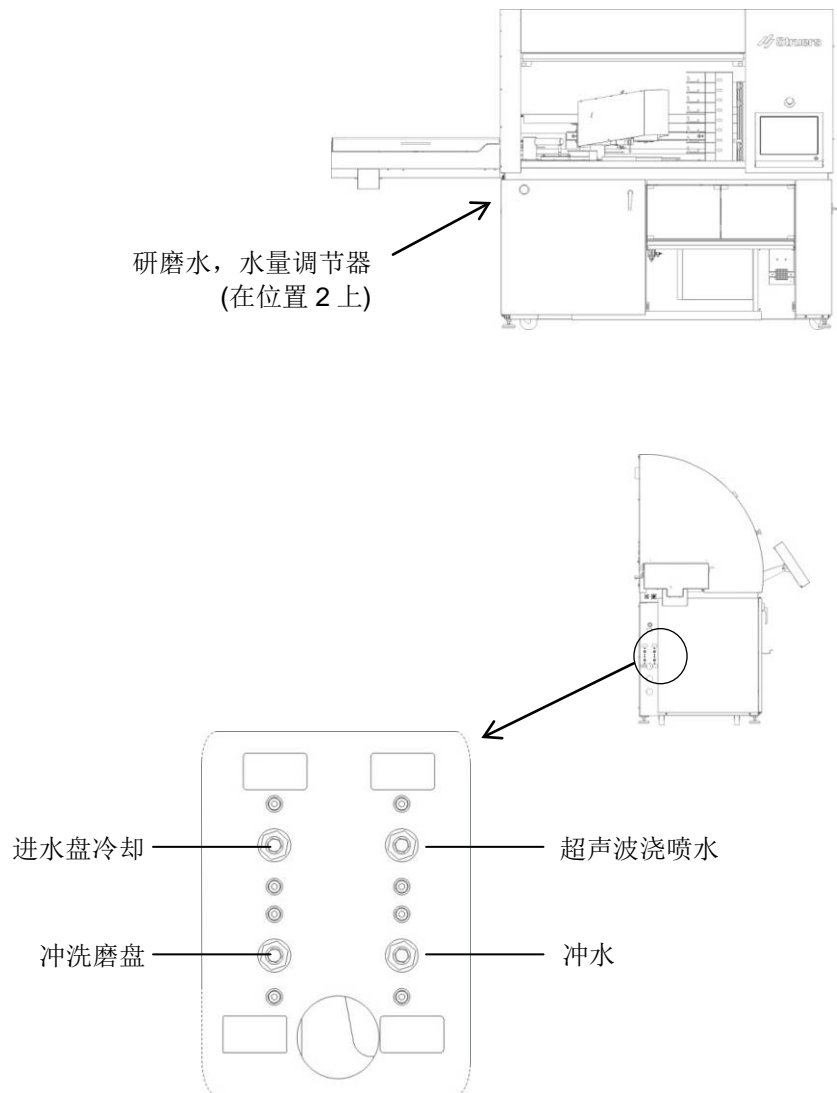 Struers
研磨水，水量调节器
(在位置 2 上)
进水盘冷却
超声波浇喷水
冲洗磨盘
冲水